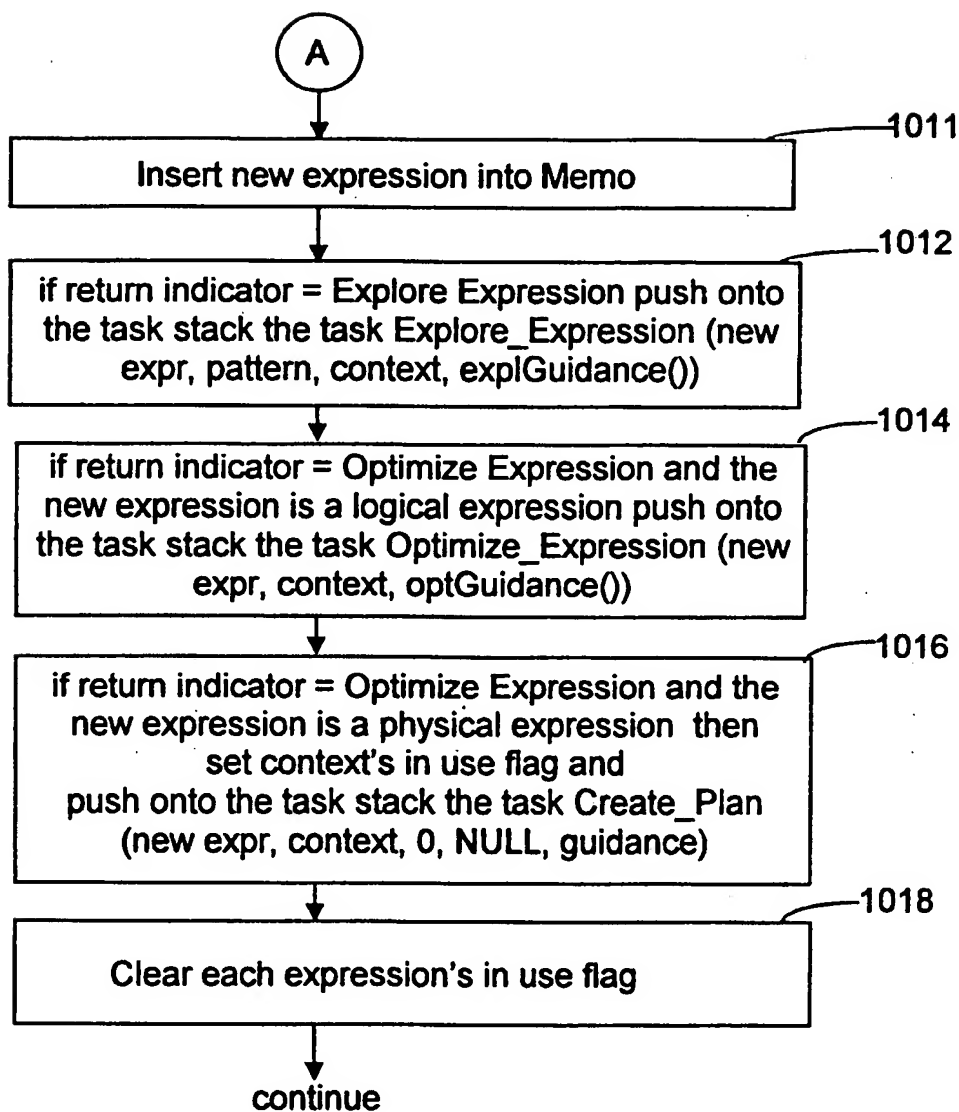 A
1011
Insert new expression into Memo
1012
if return indicator = Explore Expression push onto
the task stack the task Explore_Expression (new
expr, pattern, context, explGuidance())
1014
if return indicator = Optimize Expression and the
new expression is a logical expression push onto
the task stack the task Optimize_Expression (new
expr, context, optGuidance())
1016
if return indicator = Optimize Expression and the
new expression is a physical expression then
set context's in use flag and
push onto the task stack the task Create_Plan
(new expr, context, 0, NULL, guidance)
1018
Clear each expression's in use flag
continue